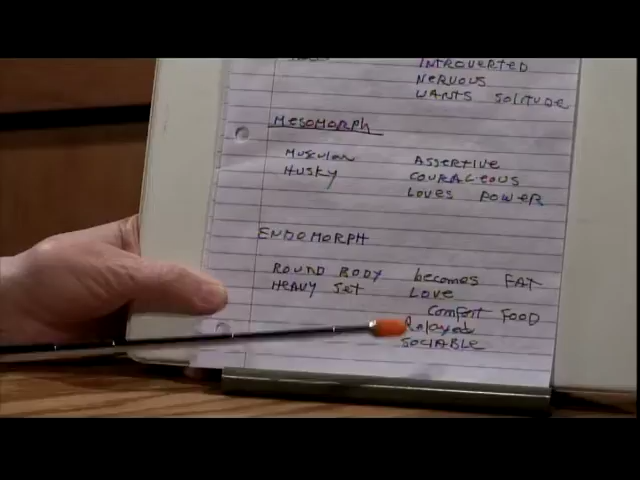 INTROVERTED
NERVOUS
WANTS SOLITUDE
MESOMORPH
Muscular ASSERTIVE
HUSKY COURAGEOUS
LOVES POWER
ENDOMORPH
ROUND BODY becomes FAT
HEAVY SET LOVE
COMFORT FOOD
Relaxed
SOCIABLE